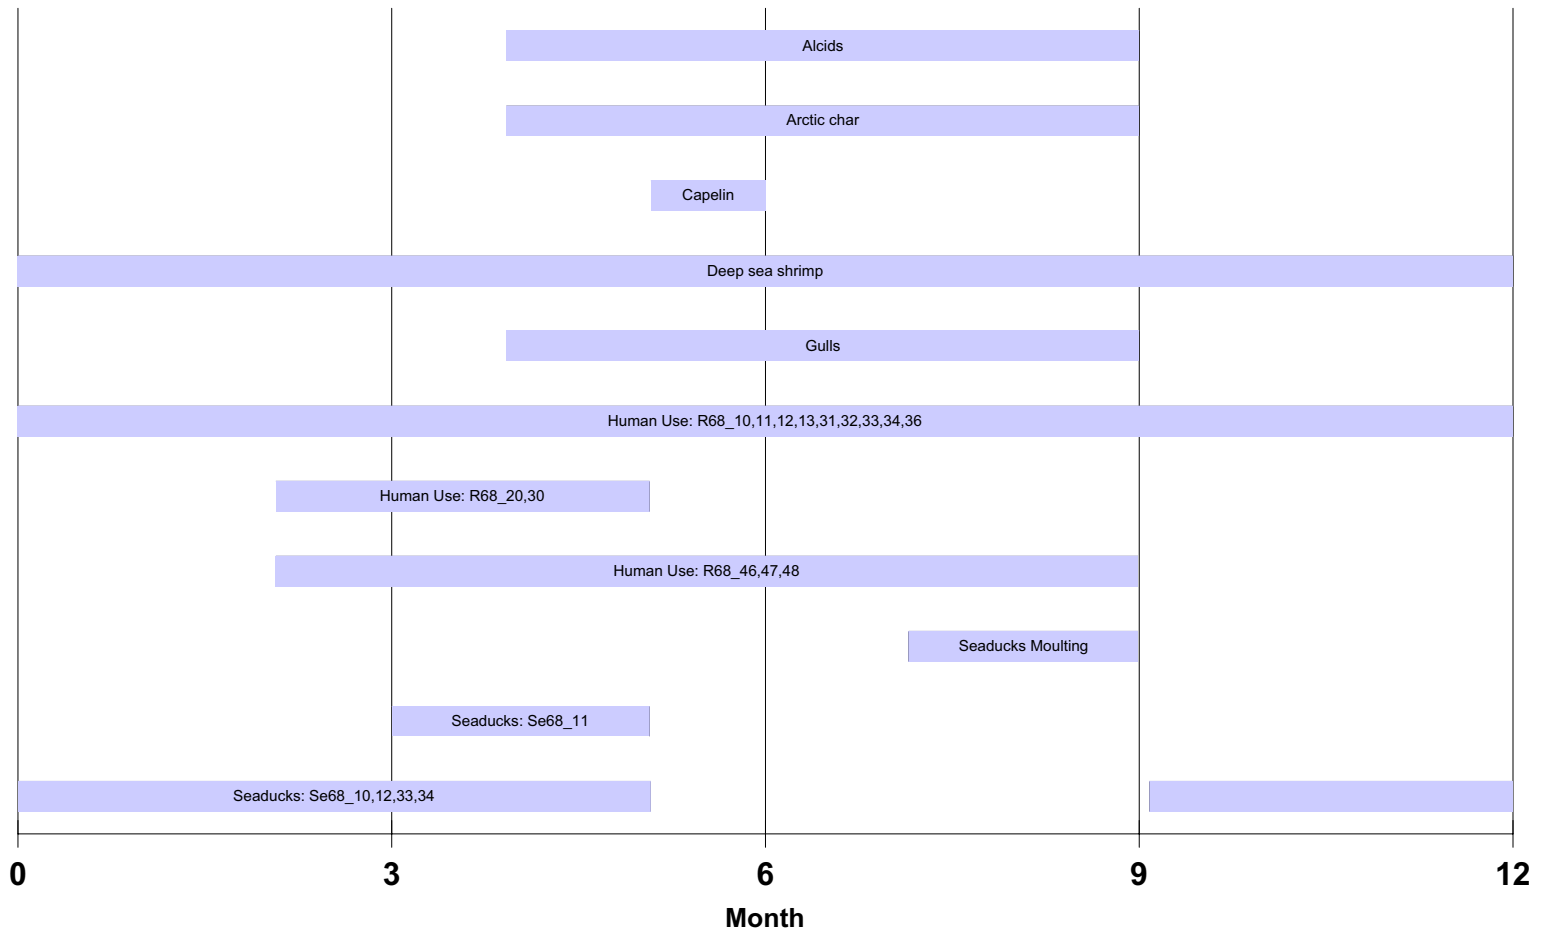 Alcids
Arctic char
Capelin
Deep sea shrimp
Gulls
Human Use: R68_10,11,12,13,31,32,33,34,36
Human Use: R68_20,30
Human Use: R68_46,47,48
Seaducks Moulting
Seaducks: Se68_11
Seaducks: Se68_10,12,33,34
0 3 6 9 12
Month